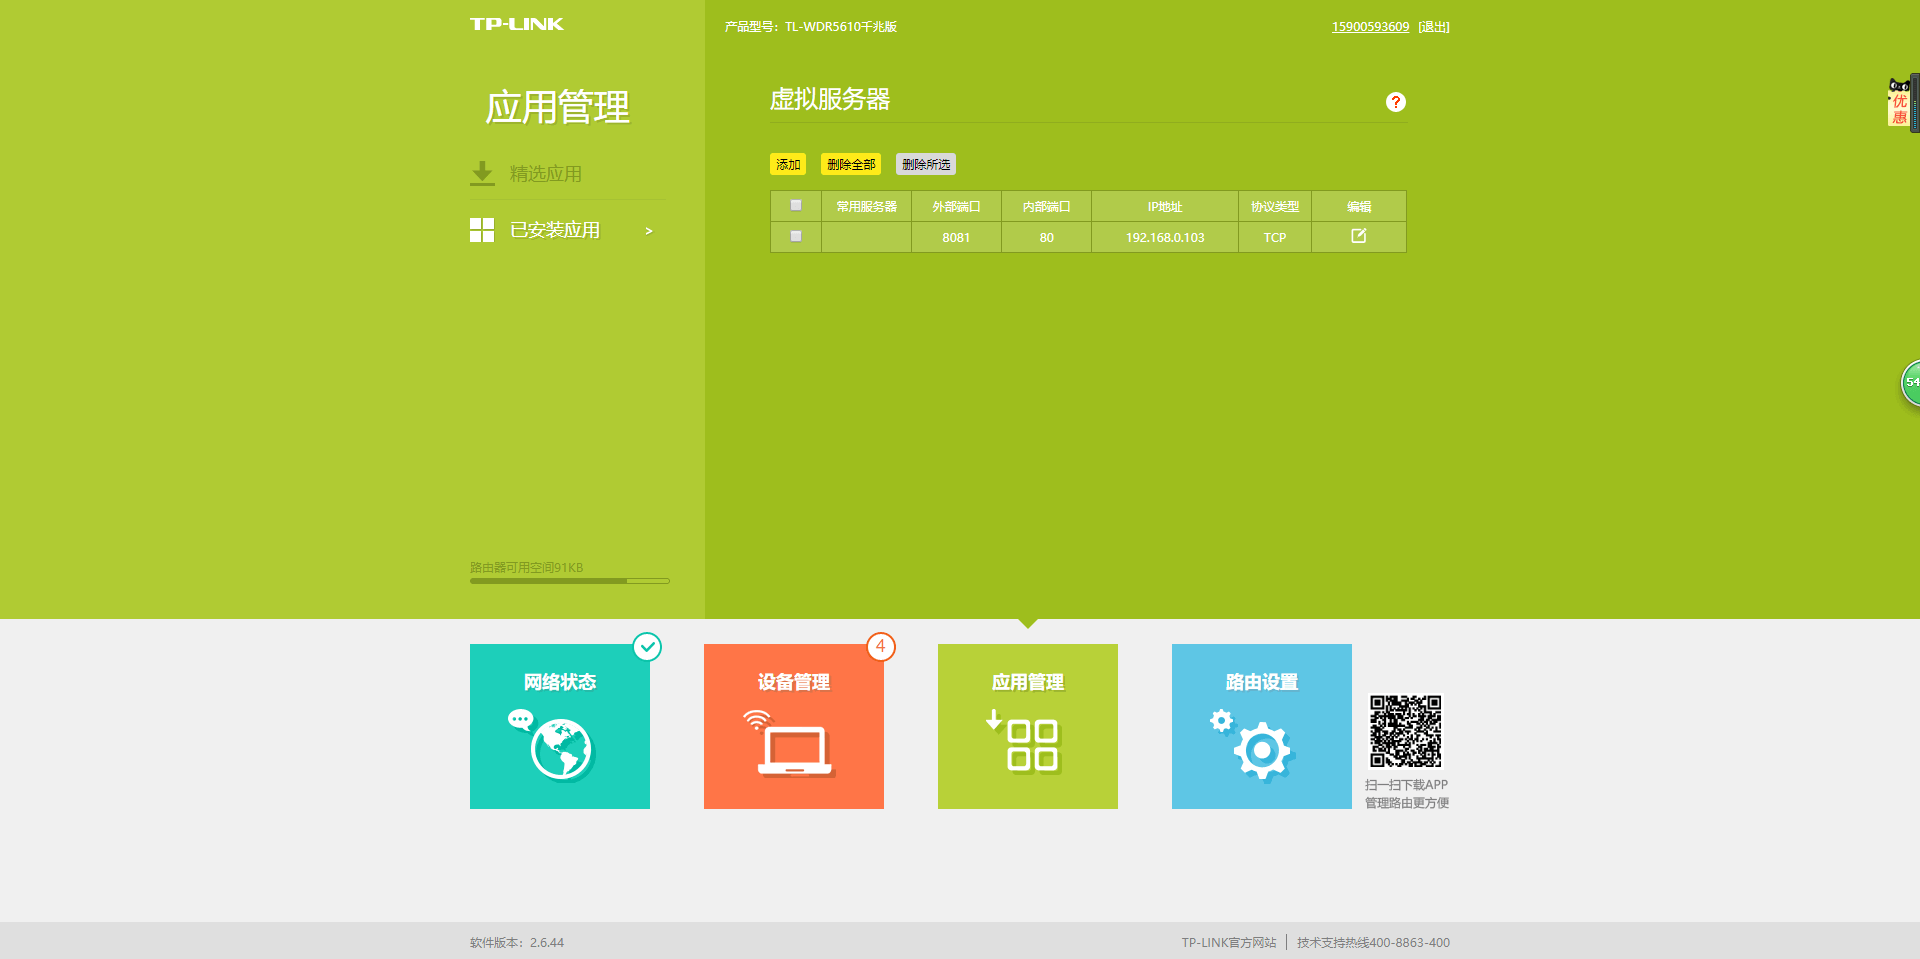 TP-LINK
产品型号：TL-WDR5610千兆版
15900593609 [退出]
应用管理
精选应用
已安装应用 >
路由器可用空间91KB
虚拟服务器
?
添加 删除全部 删除所选
常用服务器 外部端口 内部端口 IP地址 协议类型 编辑
8081 80 192.168.0.103 TCP
优
惠
54
网络状态
设备管理
4
应用管理
路由设置
扫一扫下载APP
管理路由更方便
软件版本：2.6.44
TP-LINK官方网站 | 技术支持热线400-8863-400